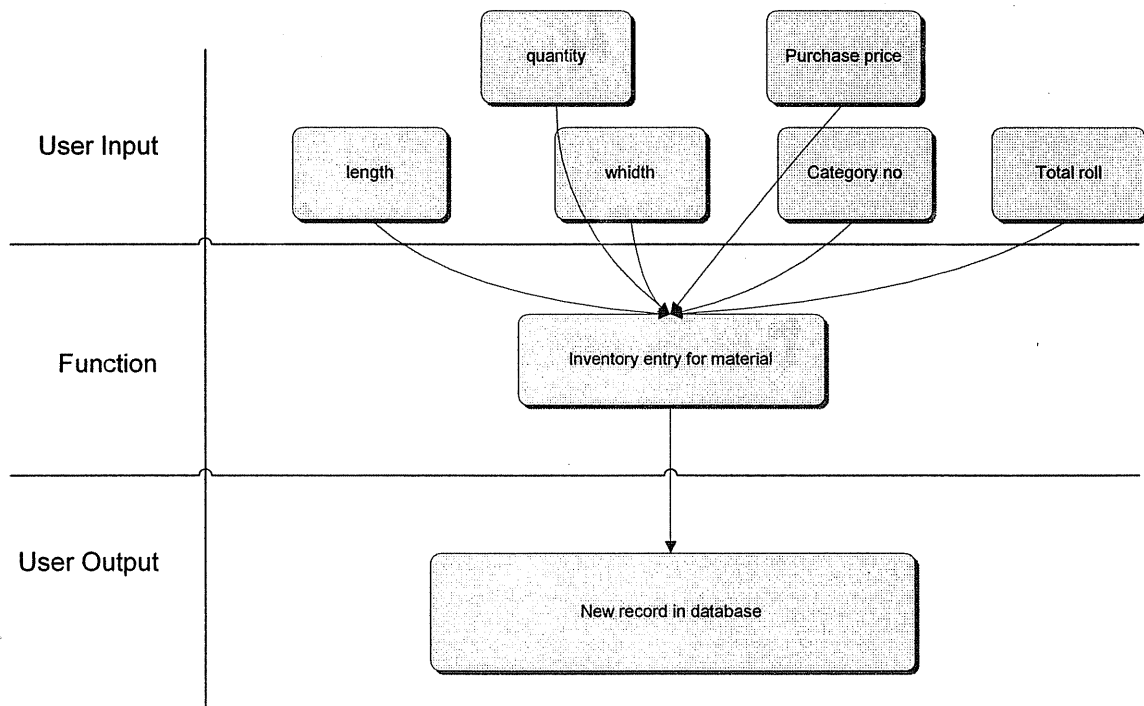 quantity
Purchase price
User Input
length
whidth
Category no
Total roll
Function
Inventory entry for material
User Output
New record in database